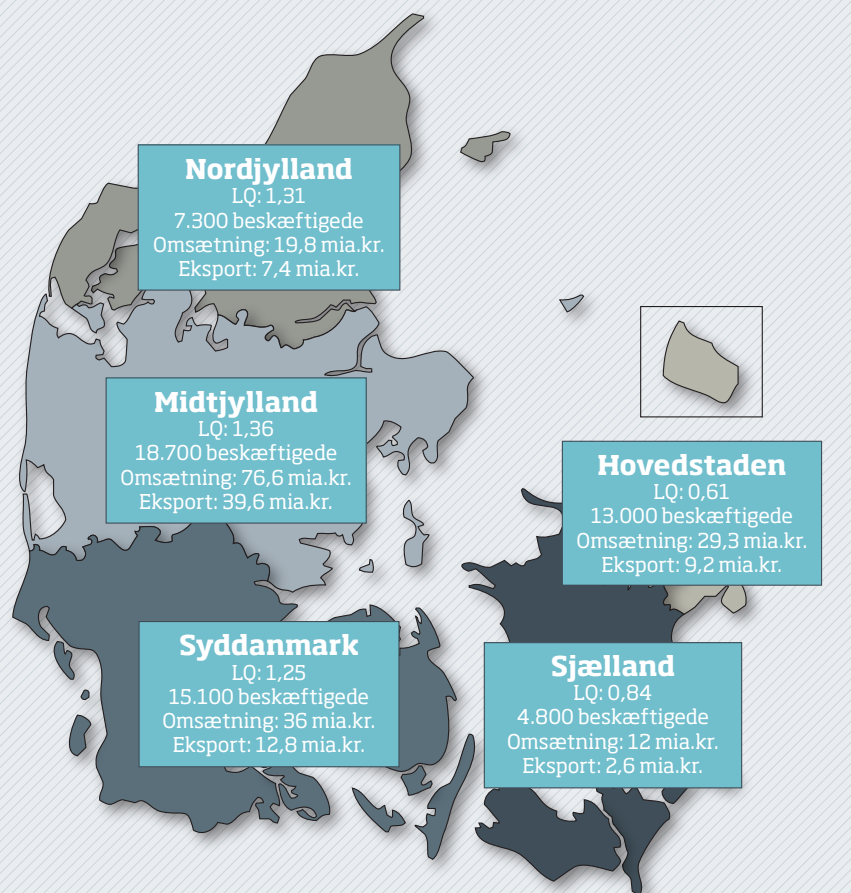 Nordjylland
LQ: 1,31
7.300 beskæftigede
Omsætning: 19,8 mia.kr.
Eksport: 7,4 mia.kr.
Midtjylland
LQ: 1,36
18.700 beskæftigede
Omsætning: 76,6 mia.kr.
Eksport: 39,6 mia.kr.
Hovedstaden
LQ: 0,61
13.000 beskæftigede
Omsætning: 29,3 mia.kr.
Eksport: 9,2 mia.kr.
Syddanmark
LQ: 1,25
15.100 beskæftigede
Omsætning: 36 mia.kr.
Eksport: 12,8 mia.kr.
Sjælland
LQ: 0,84
4.800 beskæftigede
Omsætning: 12 mia.kr.
Eksport: 2,6 mia.kr.